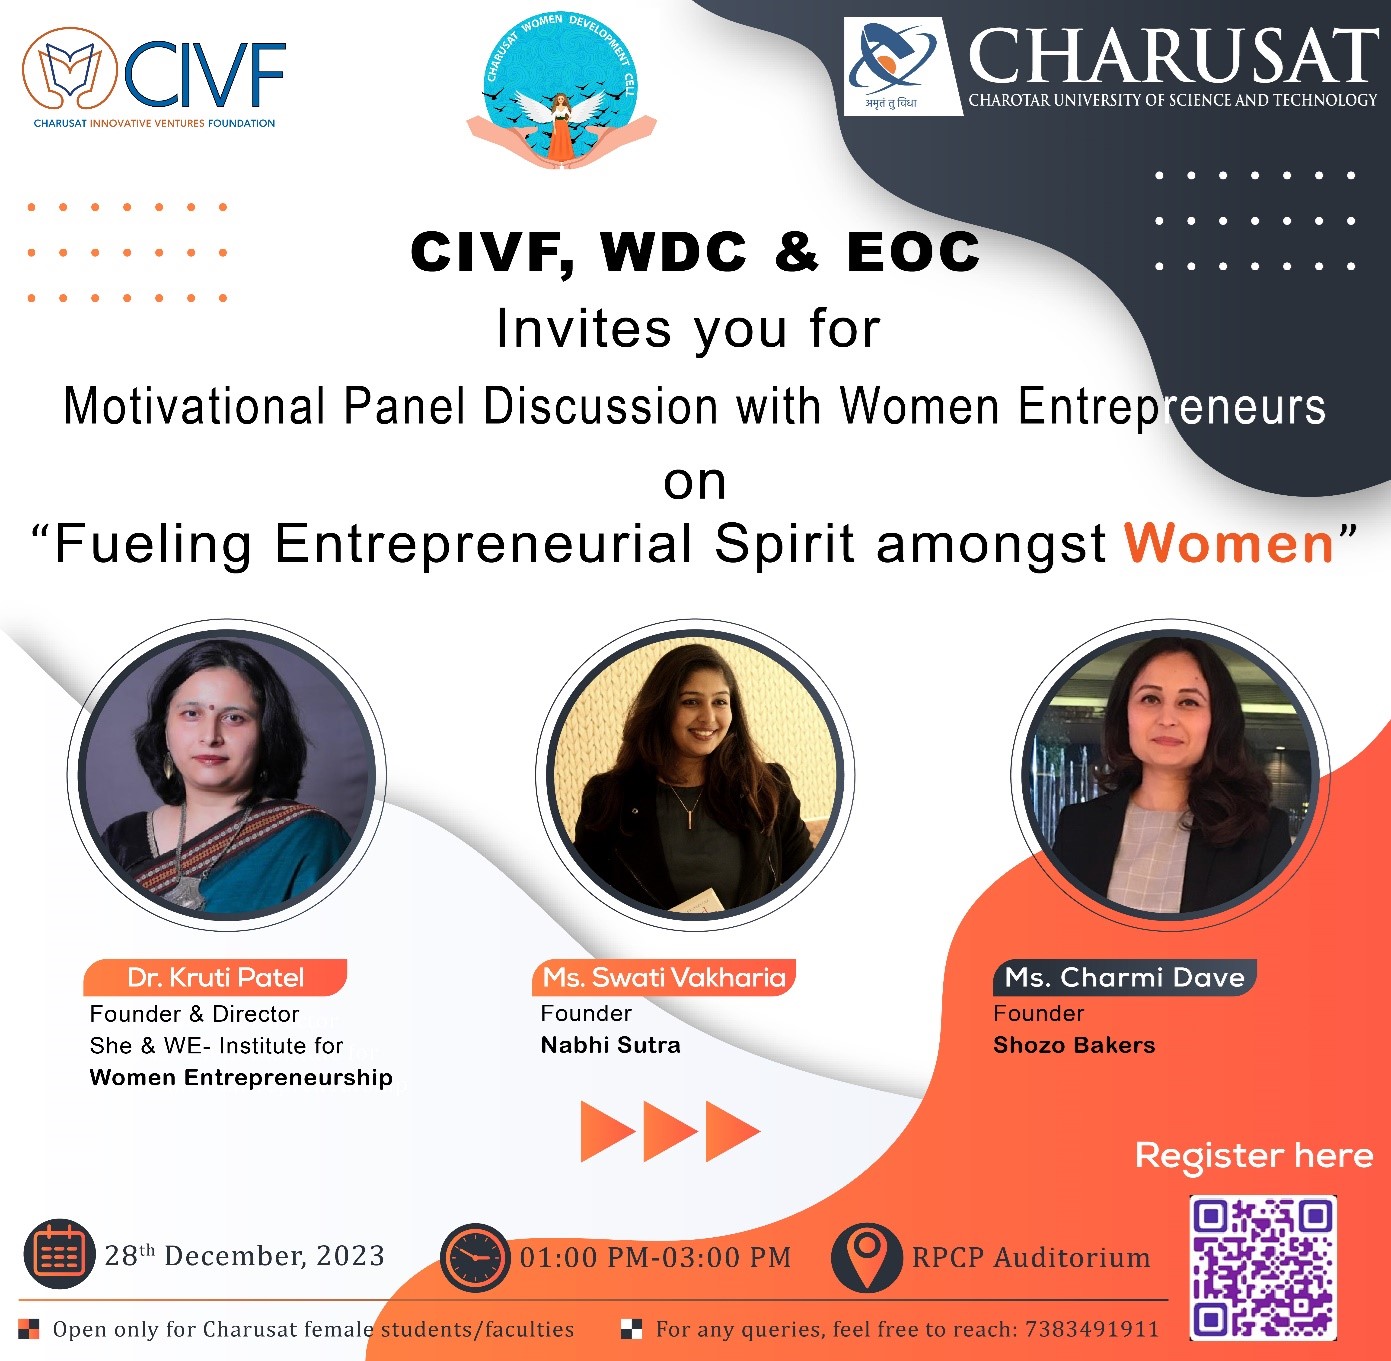 CIVF
CHARUSAT INNOVATIVE VENTURES FOUNDATION
CHARUSAT WOMEN DEVELOPMENT CELL
अमृतं तु विद्या
CHARUSAT
CHAROTAR UNIVERSITY OF SCIENCE AND TECHNOLOGY
CIVF, WDC & EOC
Invites you for
Motivational Panel Discussion with Women Entrepreneurs
on
“Fueling Entrepreneurial Spirit amongst Women”
Dr. Kruti Patel
Founder & Director
She & WE- Institute for
Women Entrepreneurship
Ms. Swati Vakharia
Founder
Nabhi Sutra
Ms. Charmi Dave
Founder
Shozo Bakers
Register here
28th December, 2023
01:00 PM-03:00 PM
RPCP Auditorium
Open only for Charusat female students/faculties
For any queries, feel free to reach: 7383491911